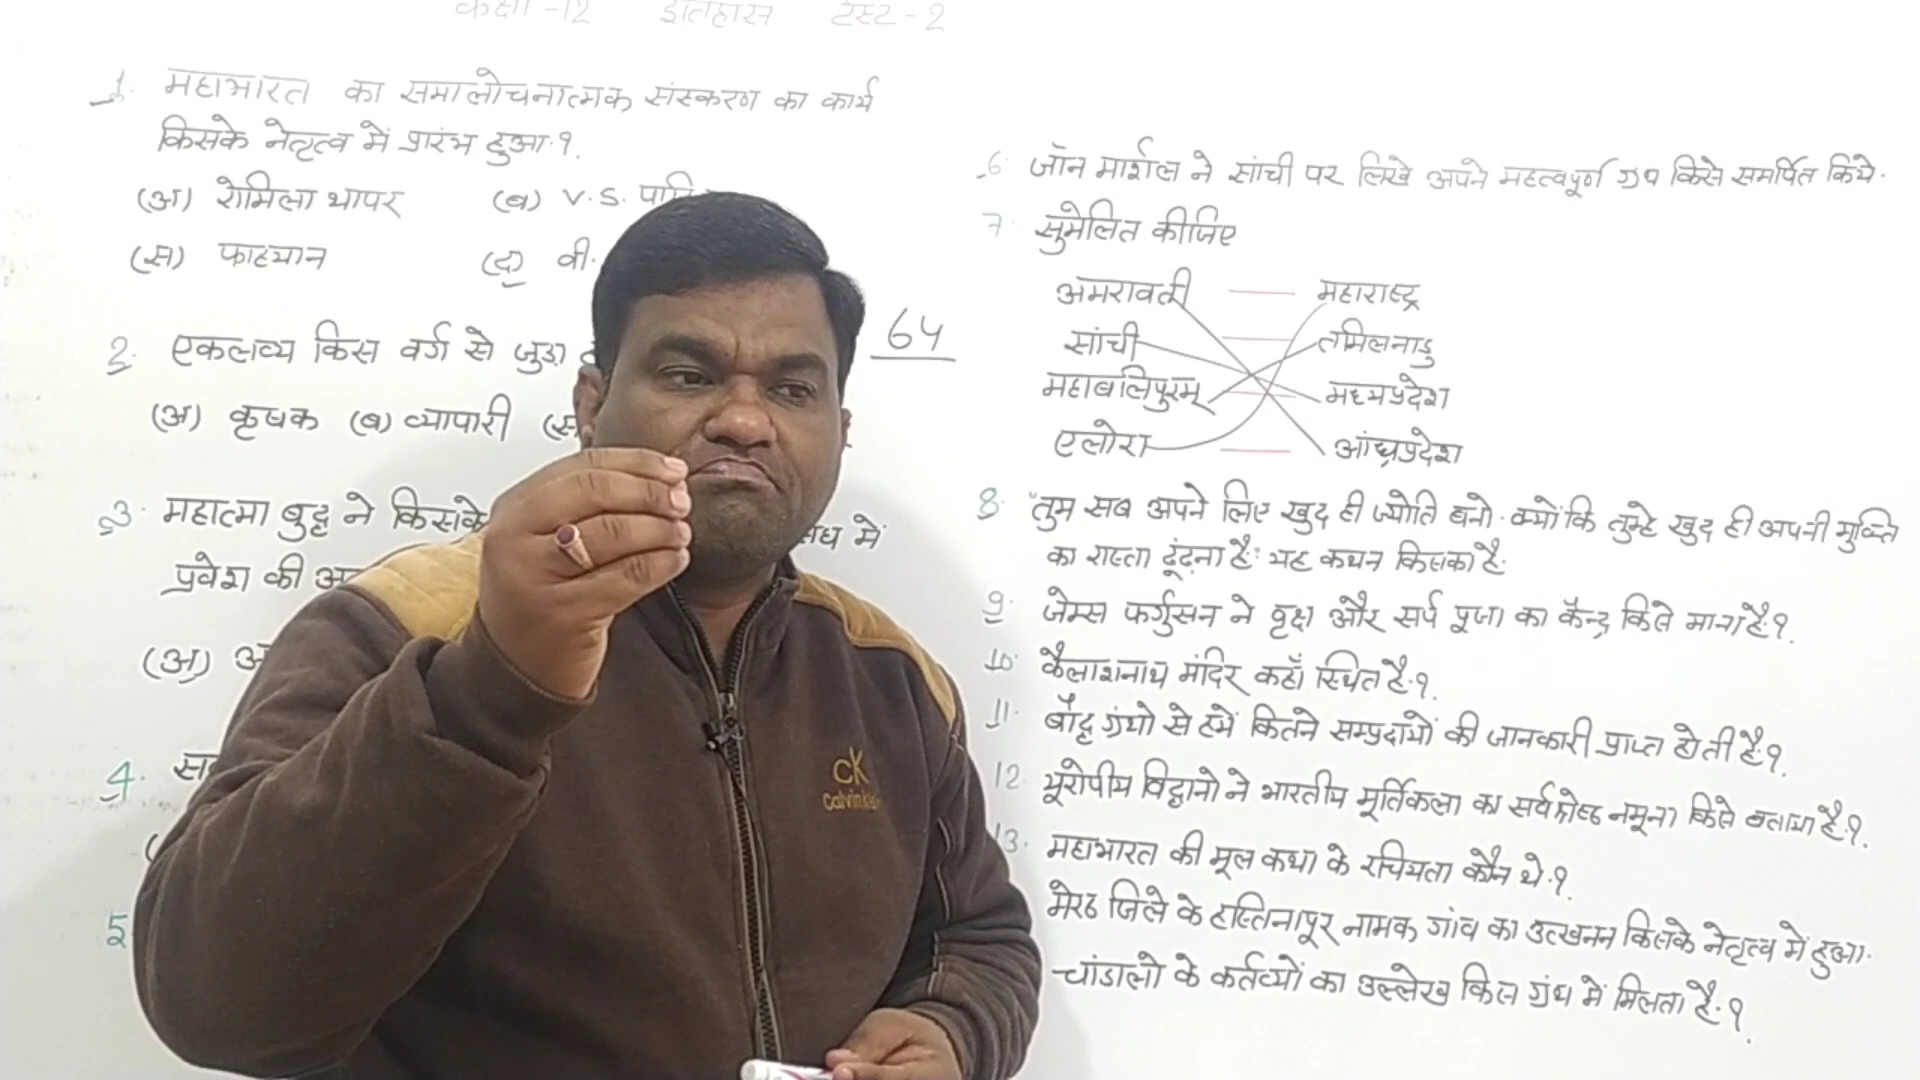 कक्षा -12 इतिहास टेस्ट - 2
1. महाभारत का समालोचनात्मक संस्करण का कार्य
किसके नेतृत्व में प्रारंभ हुआ.?.
(अ) रोमिला थापर (ब) V.S.
(स) फाह्यान (द) वी.
2. एकलव्य किस वर्ग से जुड़ा
64
(अ) कृषक (ब) व्यापारी (स
3. महात्मा बुद्ध ने किसके संघ में
प्रवेश की
(अ)
4.
5
6. जॉन मार्शल ने सांची पर लिखे अपने महत्वपूर्ण ग्रंथ किसे समर्पित किये.
7. सुमेलित कीजिए
अमरावती महाराष्ट्र
सांची तमिलनाडु
महाबलिपुरम् मध्यप्रदेश
एलोरा आंध्रप्रदेश
8. "तुम सब अपने लिए खुद ही ज्योति बनो. क्योंकि तुम्हे खुद ही अपनी मुक्ति
का रास्ता ढूंढ़ना है" यह कथन किसका है.
9. जेम्स फर्गुसन ने वृक्ष और सर्प पूजा का केन्द्र किसे माना है.?.
10. कैलाशनाथ मंदिर कहाँ स्थित है.?.
11. बौद्ध ग्रंथो से हमें कितने सम्प्रदायों की जानकारी प्राप्त होती है.?.
12. यूरोपीय विद्वानो ने भारतीय मूर्तिकला का सर्वश्रेष्ठ नमूना किसे बताया है.?.
13. महाभारत की मूल कथा के रचियता कौन थे.?.
मेरठ जिले के हस्तिनापूर नामक गांव का उत्खनन किसके नेतृत्व में हुआ.
चांडालो के कर्तव्यों का उल्लेख किस ग्रंथ में मिलता है.?.
CK
Calvin